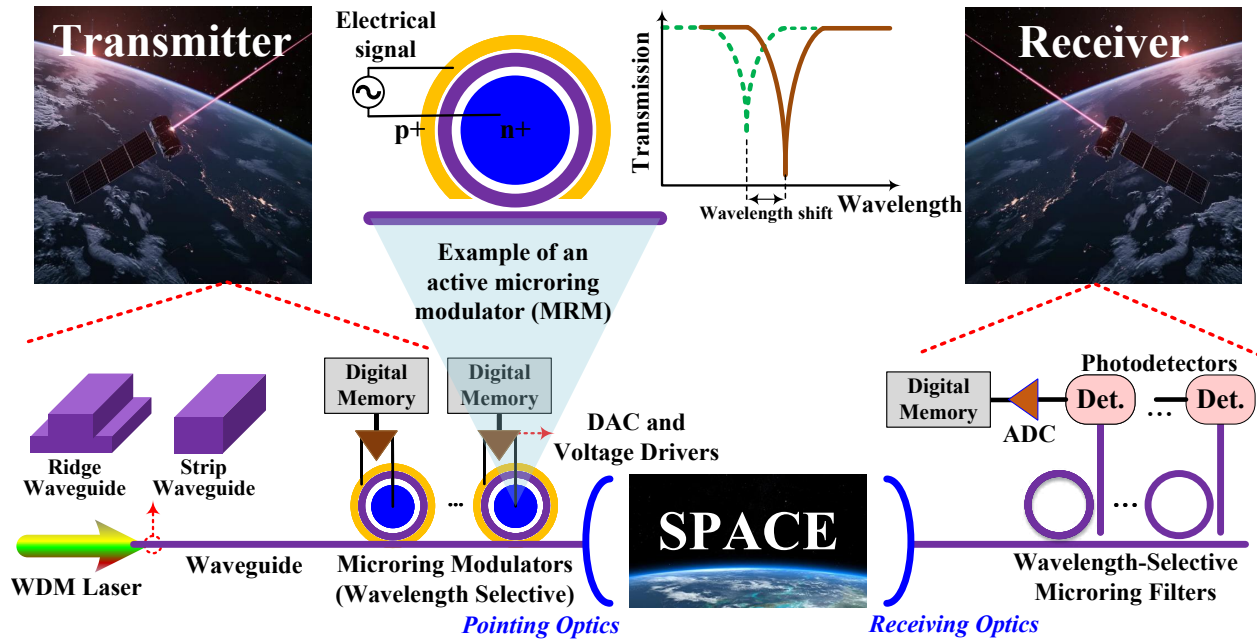 Transmitter
Electrical
signal
p+
n+
Transmission
Wavelength shift
Wavelength
Receiver
Example of an
active microring
modulator (MRM)
Digital
Memory
Digital
Memory
DAC and
Voltage Drivers
Ridge
Waveguide
Strip
Waveguide
...
WDM Laser
Waveguide
Microring Modulators
(Wavelength Selective)
Pointing Optics
SPACE
Receiving Optics
Photodetectors
Digital
Memory
ADC
Det.
...
Det.
...
Wavelength-Selective
Microring Filters